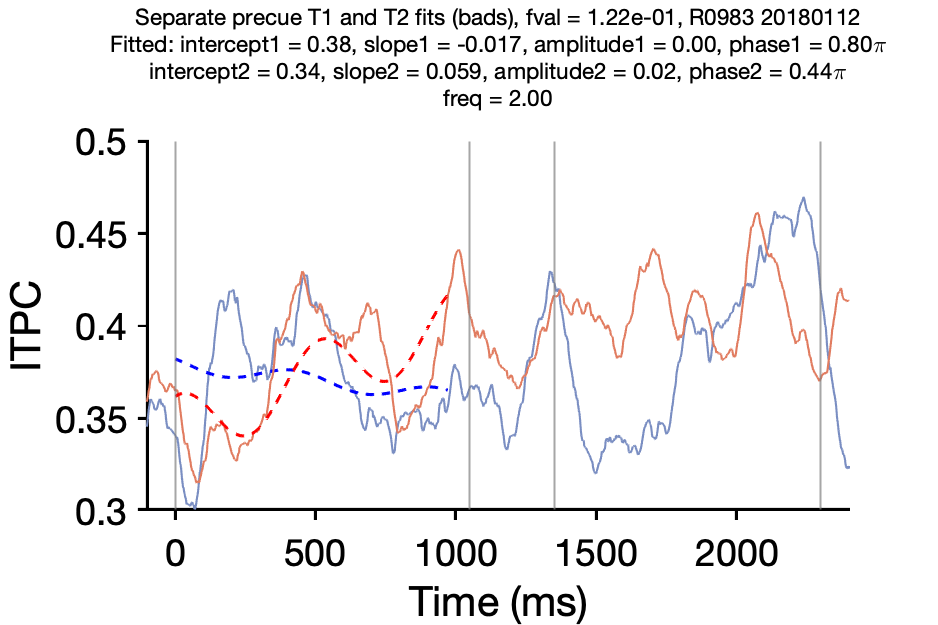 Separate precue T1 and T2 fits (bads), fval = 1.22e-01, R0983 20180112
Fitted: intercept1 = 0.38, slope1 = -0.017, amplitude1 = 0.00, phase1 = 0.80π
intercept2 = 0.34, slope2 = 0.059, amplitude2 = 0.02, phase2 = 0.44π
freq = 2.00
0.5
0.45
0.4
0.35
0.3
ITPC
0 500 1000 1500 2000
Time (ms)